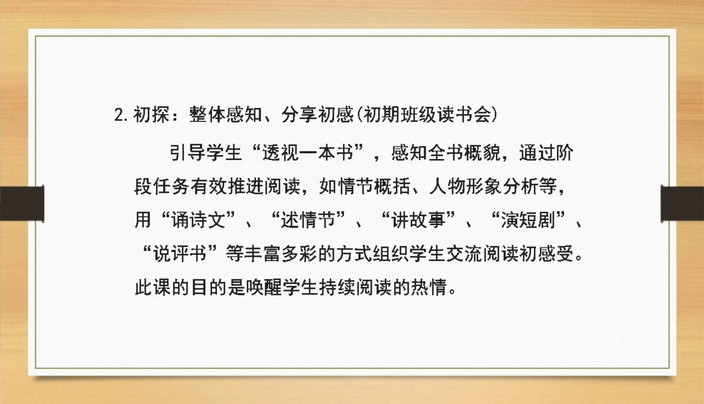 2.初探：整体感知、分享初感(初期班级读书会)
引导学生“透视一本书”，感知全书概貌，通过阶
段任务有效推进阅读，如情节概括、人物形象分析等，
用“诵诗文”、“述情节”、“讲故事”、“演短剧”、
“说评书”等丰富多彩的方式组织学生交流阅读初感受。
此课的目的是唤醒学生持续阅读的热情。